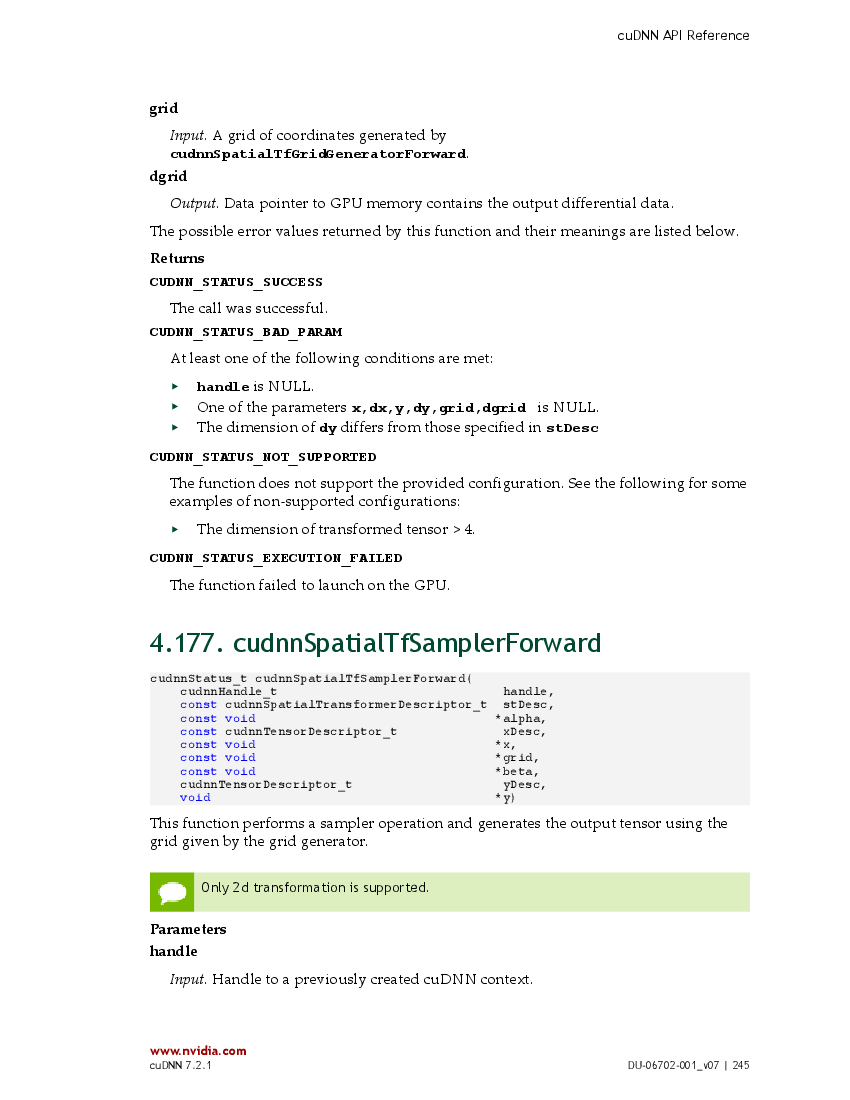 cuDNN API Reference
grid
Input. A grid of coordinates generated by
cudnnSpatialTfGridGeneratorForward.
dgrid
Output. Data pointer to GPU memory contains the output differential data.
The possible error values returned by this function and their meanings are listed below.
Returns
CUDNN_STATUS_SUCCESS
The call was successful.
CUDNN_STATUS_BAD_PARAM
At least one of the following conditions are met:
▸ handle is NULL.
▸ One of the parameters x,dx,y,dy,grid,dgrid is NULL.
▸ The dimension of dy differs from those specified in stDesc
CUDNN_STATUS_NOT_SUPPORTED
The function does not support the provided configuration. See the following for some
examples of non-supported configurations:
▸ The dimension of transformed tensor > 4.
CUDNN_STATUS_EXECUTION_FAILED
The function failed to launch on the GPU.
4.177. cudnnSpatialTfSamplerForward
cudnnStatus_t cudnnSpatialTfSamplerForward(
    cudnnHandle_t                              handle,
    const cudnnSpatialTransformerDescriptor_t  stDesc,
    const void                                *alpha,
    const cudnnTensorDescriptor_t              xDesc,
    const void                                *x,
    const void                                *grid,
    const void                                *beta,
    cudnnTensorDescriptor_t                    yDesc,
    void                                      *y)
This function performs a sampler operation and generates the output tensor using the
grid given by the grid generator.
Only 2d transformation is supported.
Parameters
handle
Input. Handle to a previously created cuDNN context.
www.nvidia.com
cuDNN 7.2.1 DU-06702-001_v07 | 245